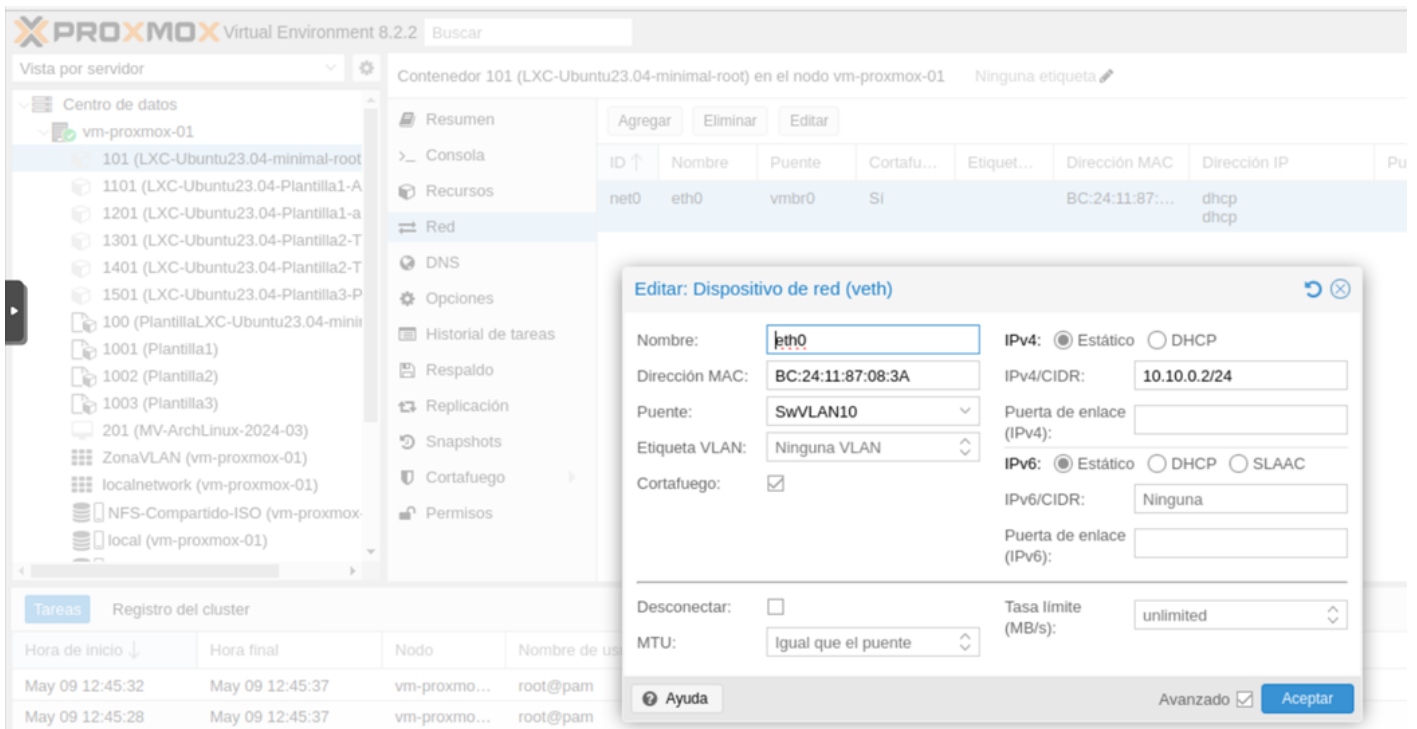 PROXMOX Virtual Environment 8.2.2 Buscar
Vista por servidor
Centro de datos
vm-proxmox-01
101 (LXC-Ubuntu23.04-minimal-root
1101 (LXC-Ubuntu23.04-Plantilla1-A
1201 (LXC-Ubuntu23.04-Plantilla1-a
1301 (LXC-Ubuntu23.04-Plantilla2-T
1401 (LXC-Ubuntu23.04-Plantilla2-T
1501 (LXC-Ubuntu23.04-Plantilla3-P
100 (PlantillaLXC-Ubuntu23.04-minir
1001 (Plantilla1)
1002 (Plantilla2)
1003 (Plantilla3)
201 (MV-ArchLinux-2024-03)
ZonaVLAN (vm-proxmox-01)
localnetwork (vm-proxmox-01)
NFS-Compartido-ISO (vm-proxmox-
local (vm-proxmox-01)
Contenedor 101 (LXC-Ubuntu23.04-minimal-root) en el nodo vm-proxmox-01 Ninguna etiqueta
Resumen
>_ Consola
Recursos
Red
DNS
Opciones
Historial de tareas
Respaldo
Replicación
Snapshots
Cortafuego
Permisos
Agregar Eliminar Editar
ID ↑ Nombre Puente Cortafu... Etiquet... Dirección MAC Dirección IP Pu
net0 eth0 vmbr0 Sí BC:24:11:87:... dhcp
dhcp
Editar: Dispositivo de red (veth)
Nombre: eth0
Dirección MAC: BC:24:11:87:08:3A
Puente: SwVLAN10
Etiqueta VLAN: Ninguna VLAN
Cortafuego:
IPv4: Estático DHCP
IPv4/CIDR: 10.10.0.2/24
Puerta de enlace
(IPv4):
IPv6: Estático DHCP SLAAC
IPv6/CIDR: Ninguna
Puerta de enlace
(IPv6):
Desconectar:
MTU: Igual que el puente
Tasa límite
(MB/s): unlimited
Ayuda Avanzado Aceptar
Tareas Registro del cluster
Hora de inicio ↓ Hora final Nodo Nombre de us
May 09 12:45:32 May 09 12:45:37 vm-proxmo... root@pam
May 09 12:45:28 May 09 12:45:37 vm-proxmo... root@pam